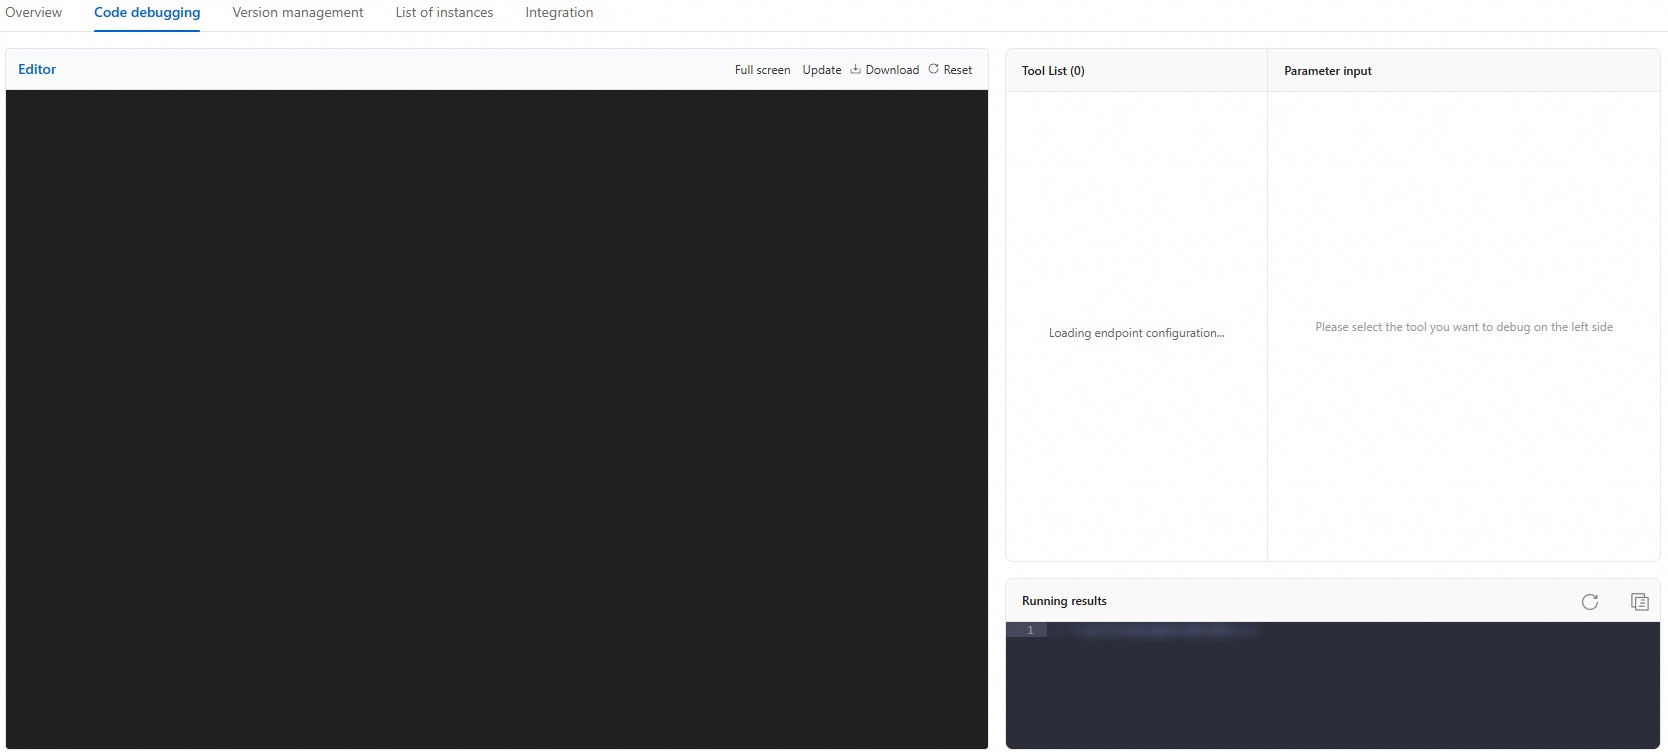 Overview Code debugging Version management List of instances Integration
Editor Full screen Update Download Reset
Tool List (0) Parameter input
Loading endpoint configuration...
Please select the tool you want to debug on the left side
Running results
1